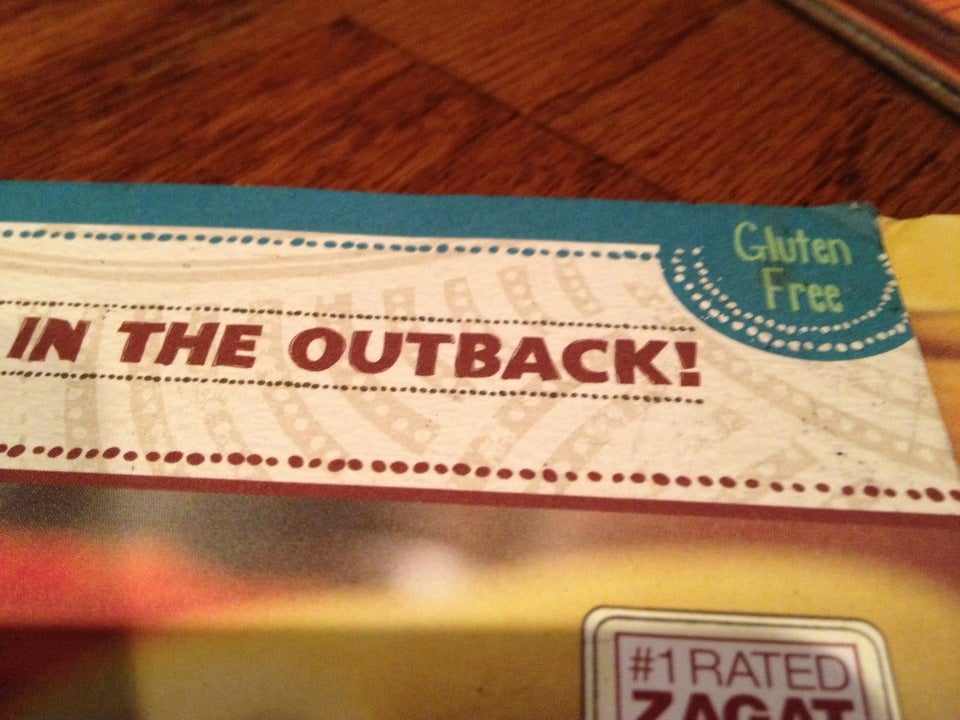 Gluten
Free
IN THE OUTBACK!
#1 RATED
ZAGAT